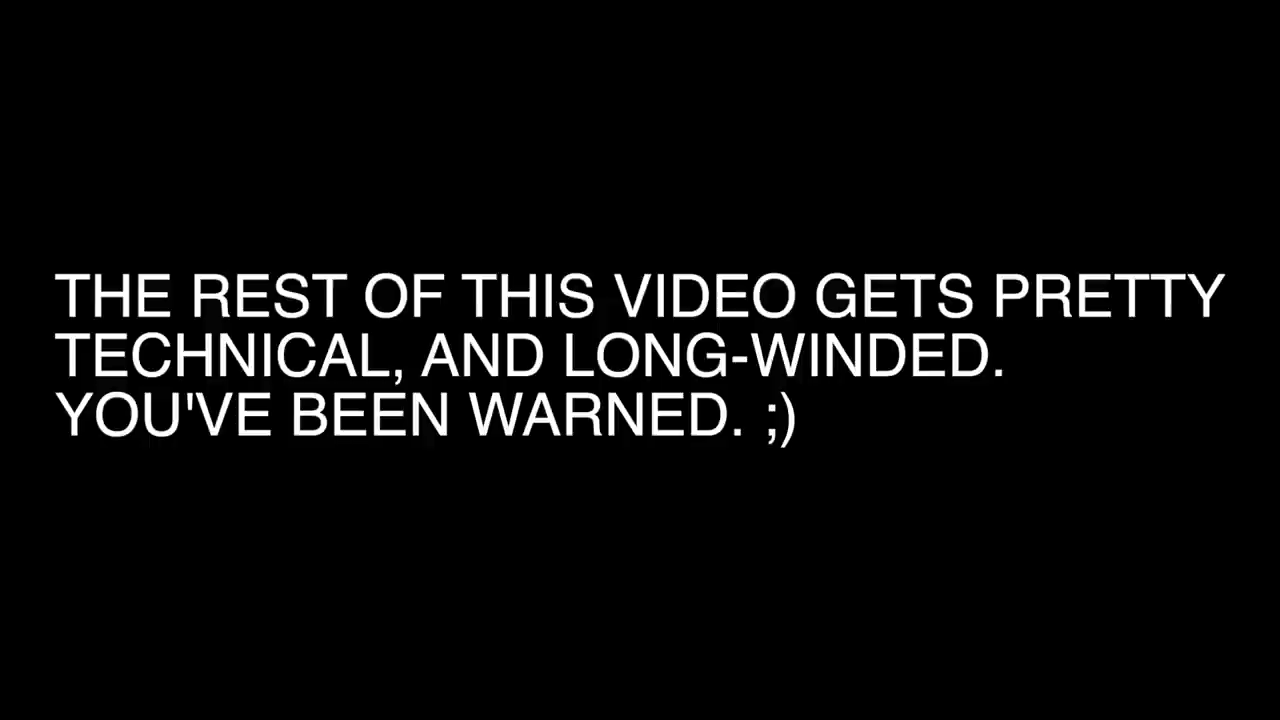 THE REST OF THIS VIDEO GETS PRETTY
TECHNICAL, AND LONG-WINDED.
YOU'VE BEEN WARNED. ;)